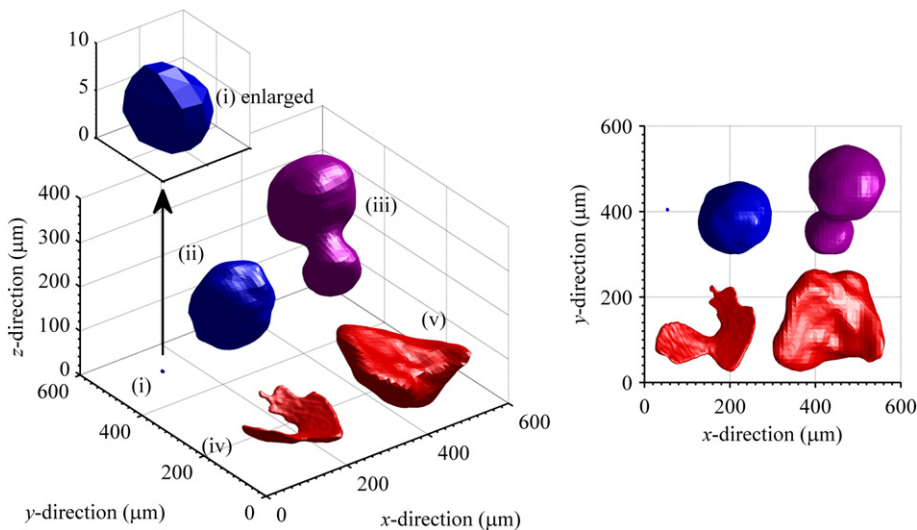 10
5
0
(i) enlarged
400
300
200
100
0
z-direction (μm)
(i)
(ii)
(iii)
(iv)
(v)
600
400
200
0
y-direction (μm)
0
200
400
600
x-direction (μm)
600
400
200
0
y-direction (μm)
0
200
400
600
x-direction (μm)